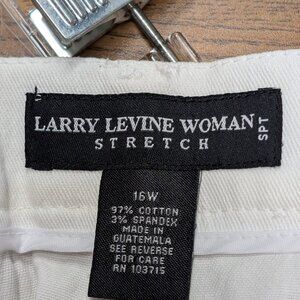 LARRY LEVINE WOMAN
STRETCH
SPT
16W
97% COTTON
3% SPANDEX
MADE IN
GUATEMALA
SEE REVERSE
FOR CARE
RN 103715